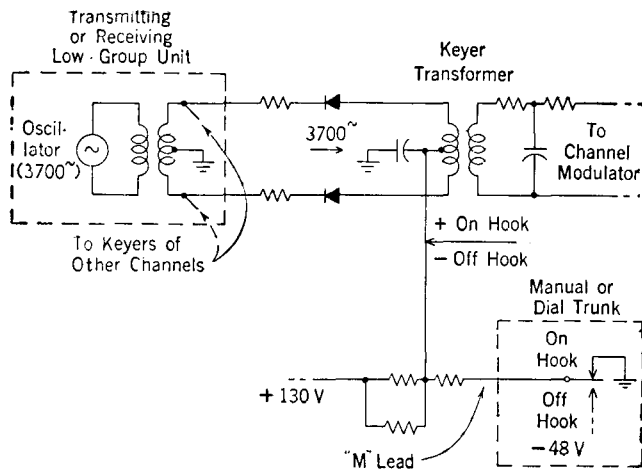 Transmitting
or Receiving
Low-Group Unit
Oscil-
lator
(3700~)
Keyer
Transformer
3700~
To
Channel
Modulator
To Keyers of
Other Channels
+ On Hook
− Off Hook
Manual or
Dial Trunk
On
Hook
Off
Hook
−48 V
+ 130 V
"M" Lead